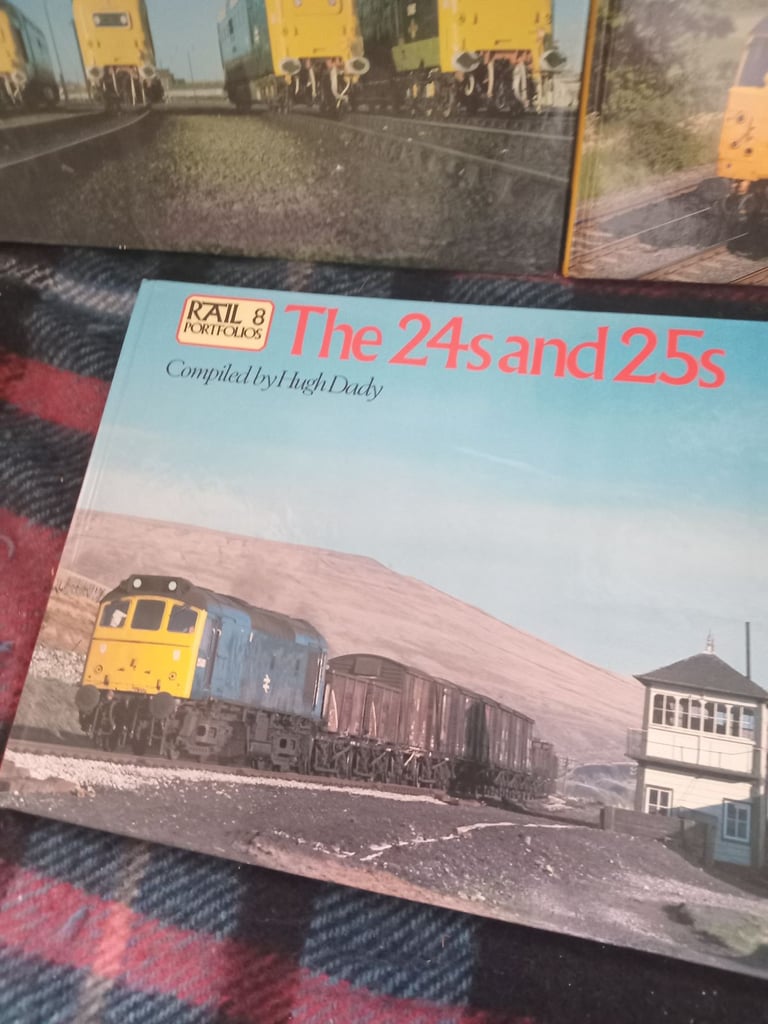 RAIL 8
PORTFOLIOS
The 24s and 25s
Compiled by Hugh Dady